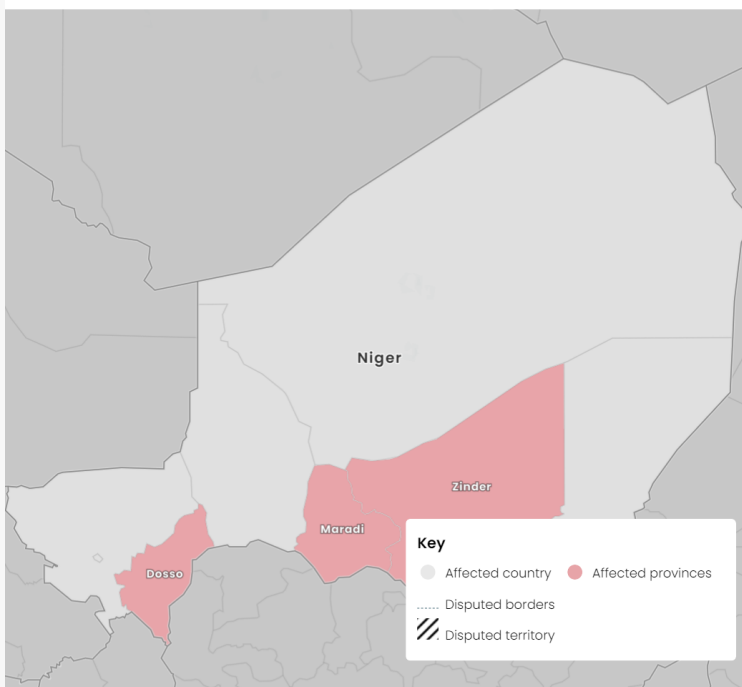 Niger
Zinder
Maradi
Dosso
Key
Affected country
Affected provinces
Disputed borders
Disputed territory